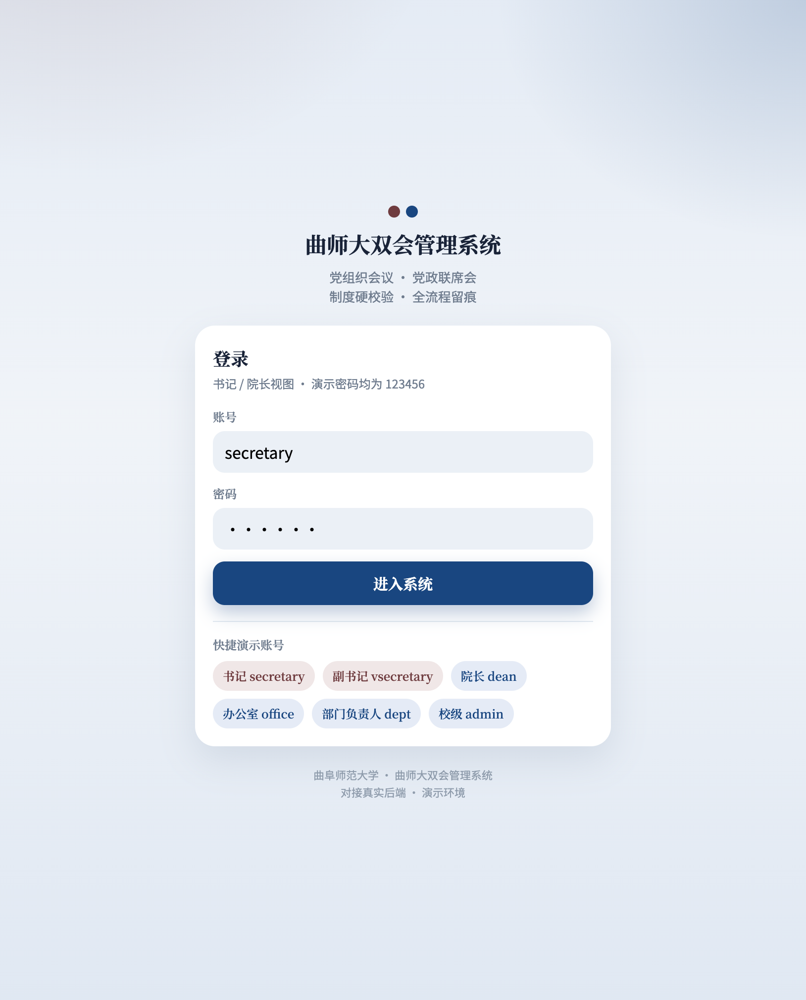 曲师大双会管理系统
党组织会议 · 党政联席会
制度硬校验 · 全流程留痕
登录
书记 / 院长视图 · 演示密码均为 123456
账号
secretary
密码
······
进入系统
快捷演示账号
书记 secretary 副书记 vsecretary 院长 dean
办公室 office 部门负责人 dept 校级 admin
曲阜师范大学 · 曲师大双会管理系统
对接真实后端 · 演示环境